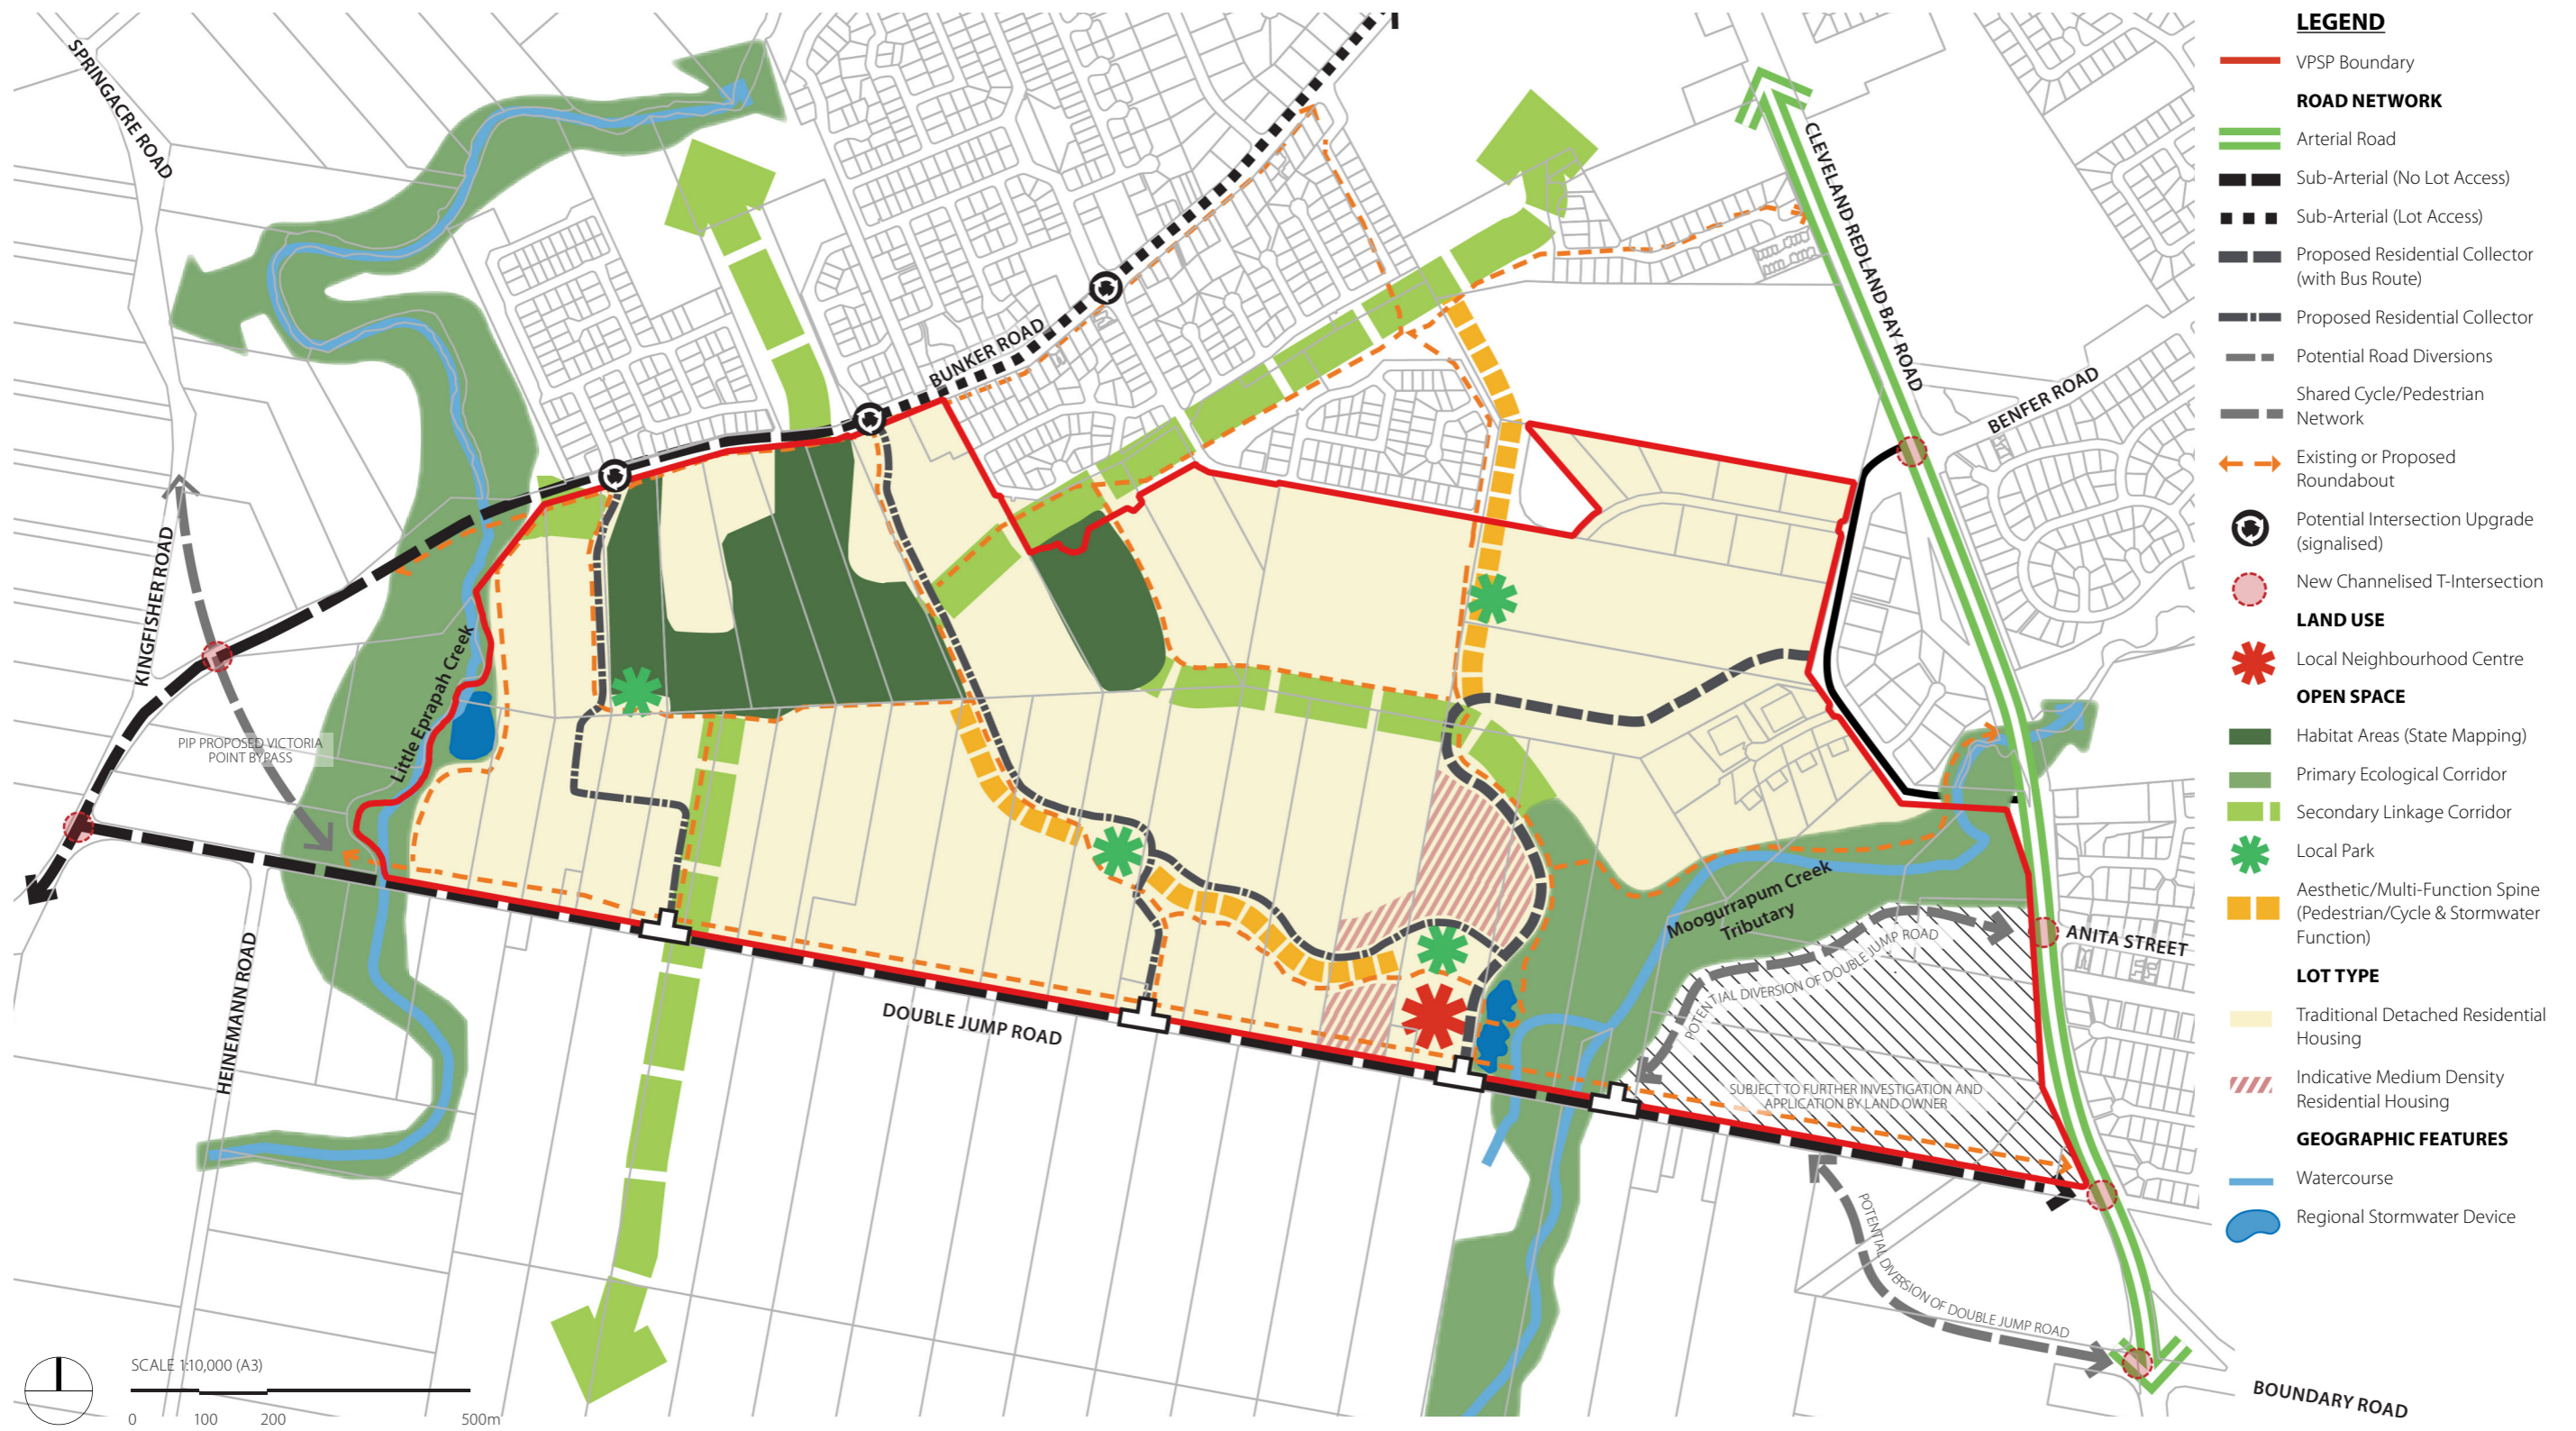 SPRINGACRE ROAD
KINGFISHER ROAD
PIP PROPOSED VICTORIA
POINT BYPASS
Little Eprapah Creek
HEINEMANN ROAD
BUNKER ROAD
DOUBLE JUMP ROAD
CLEVELAND REDLAND BAY ROAD
BENFER ROAD
Moogurrapum Creek
Tributary
ANITA STREET
POTENTIAL DIVERSION OF DOUBLE JUMP ROAD
SUBJECT TO FURTHER INVESTIGATION AND
APPLICATION BY LAND OWNER
POTENTIAL DIVERSION OF DOUBLE JUMP ROAD
BOUNDARY ROAD
SCALE 1:10,000 (A3)
0 100 200 500m
LEGEND
VPSP Boundary
ROAD NETWORK
Arterial Road
Sub-Arterial (No Lot Access)
Sub-Arterial (Lot Access)
Proposed Residential Collector
(with Bus Route)
Proposed Residential Collector
Potential Road Diversions
Shared Cycle/Pedestrian
Network
Existing or Proposed
Roundabout
Potential Intersection Upgrade
(signalised)
New Channelised T-Intersection
LAND USE
Local Neighbourhood Centre
OPEN SPACE
Habitat Areas (State Mapping)
Primary Ecological Corridor
Secondary Linkage Corridor
Local Park
Aesthetic/Multi-Function Spine
(Pedestrian/Cycle & Stormwater
Function)
LOT TYPE
Traditional Detached Residential
Housing
Indicative Medium Density
Residential Housing
GEOGRAPHIC FEATURES
Watercourse
Regional Stormwater Device